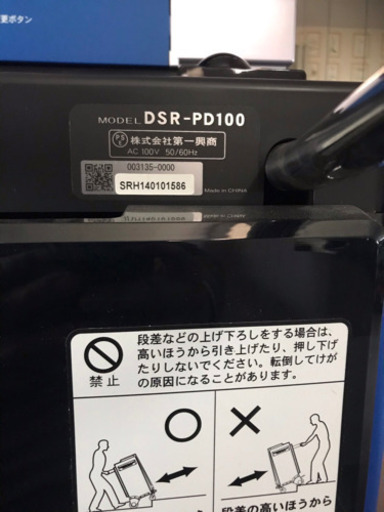 更ボタン
MODEL DSR-PD100
PS
E
株式会社第一興商
AC 100V 50/60Hz
003135-0000
SRH140101586
Made in CHINA
段差などの上げ下ろしをする場合は、
高いほうから引き上げたり、押し下げ
たりしないでください。転倒してけが
の原因になることがあります。
禁止
段差の高いほうから